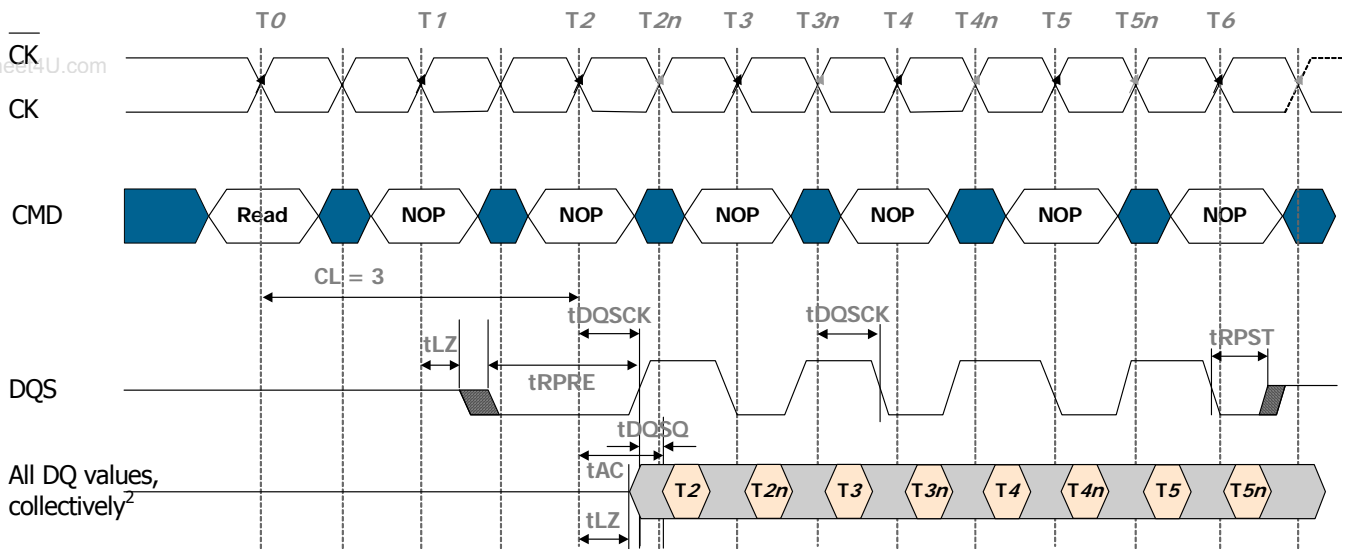 T0 T1 T2 T2n T3 T3n T4 T4n T5 T5n T6
CK
eet4U.com
CK
CMD Read NOP NOP NOP NOP NOP NOP
CL = 3
tDQSCK tDQSCK
tLZ tRPST
DQS tRPRE
tDQSQ
All DQ values, tAC T2 T2n T3 T3n T4 T4n T5 T5n
collectively2
tLZ